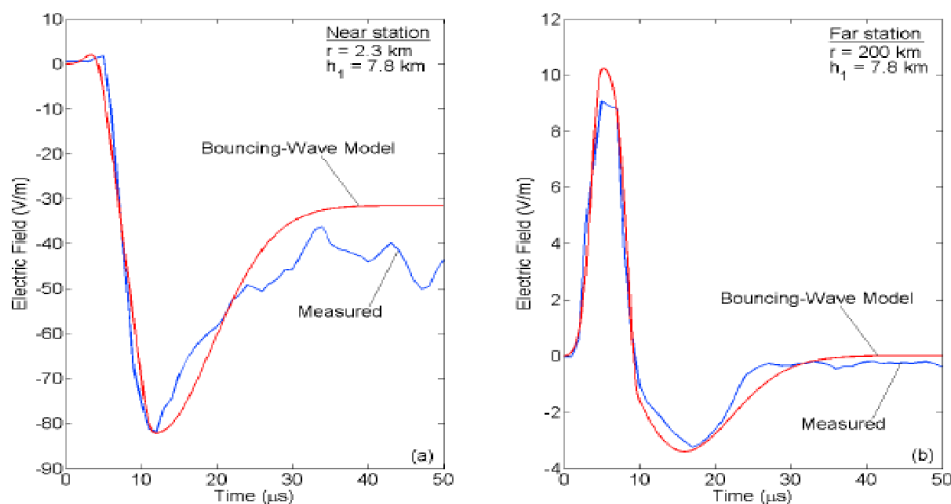 10
0
-10
-20
-30
-40
-50
-60
-70
-80
-90
0
10
20
30
40
50
Electric Field (V/m)
Time (μs)
Near station
r = 2.3 km
h1 = 7.8 km
Bouncing-Wave Model
Measured
(a)
12
10
8
6
4
2
0
-2
-4
0
10
20
30
40
50
Electric Field (V/m)
Time (μs)
Far station
r = 200 km
h1 = 7.8 km
Bouncing-Wave Model
Measured
(b)